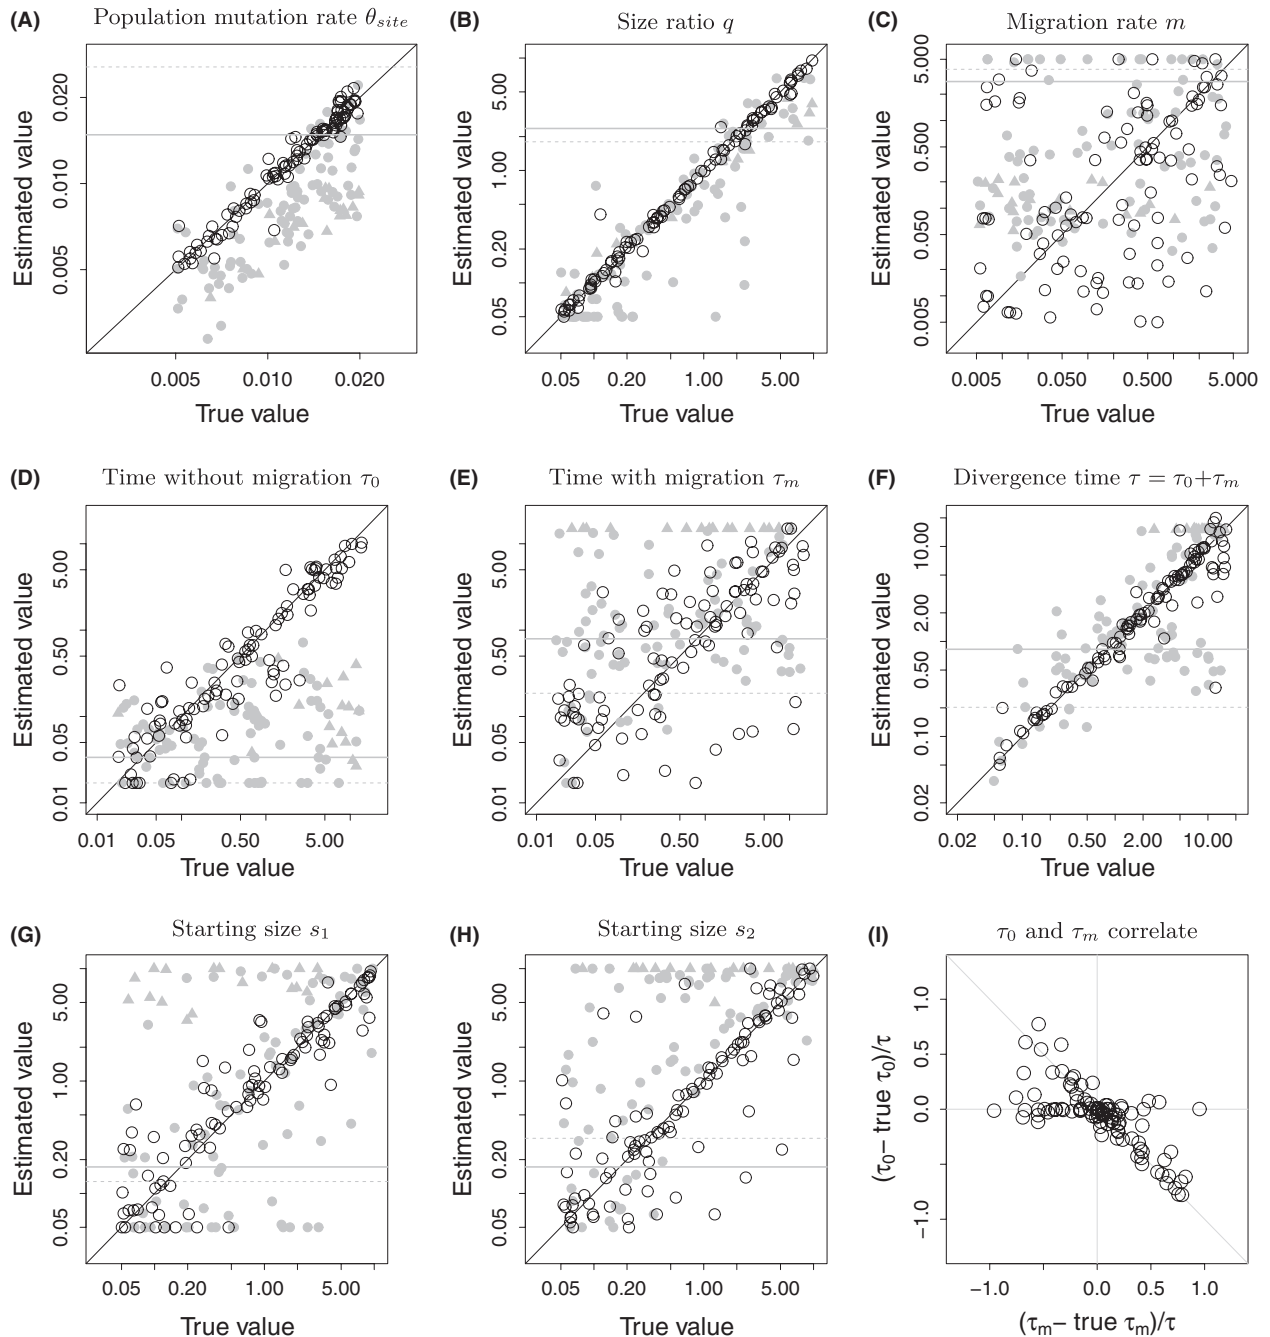 (A) Population mutation rate θsite
Estimated value
0.020
0.010
0.005
0.005 0.010 0.020
True value
(B) Size ratio q
Estimated value
5.00
1.00
0.20
0.05
0.05 0.20 1.00 5.00
True value
(C) Migration rate m
Estimated value
5.000
0.500
0.050
0.005
0.005 0.050 0.500 5.000
True value
(D) Time without migration τ0
Estimated value
5.00
0.50
0.05
0.01
0.01 0.05 0.50 5.00
True value
(E) Time with migration τm
Estimated value
5.00
0.50
0.05
0.01
0.01 0.05 0.50 5.00
True value
(F) Divergence time τ = τ0+τm
Estimated value
10.00
2.00
0.50
0.10
0.02
0.02 0.10 0.50 2.00 10.00
True value
(G) Starting size s1
Estimated value
5.00
1.00
0.20
0.05
0.05 0.20 1.00 5.00
True value
(H) Starting size s2
Estimated value
5.00
1.00
0.20
0.05
0.05 0.20 1.00 5.00
True value
(I) τ0 and τm correlate
(τ0– true τ0)/τ
1.0
0.5
0.0
−1.0
−1.0 0.0 0.5 1.0
(τm– true τm)/τ